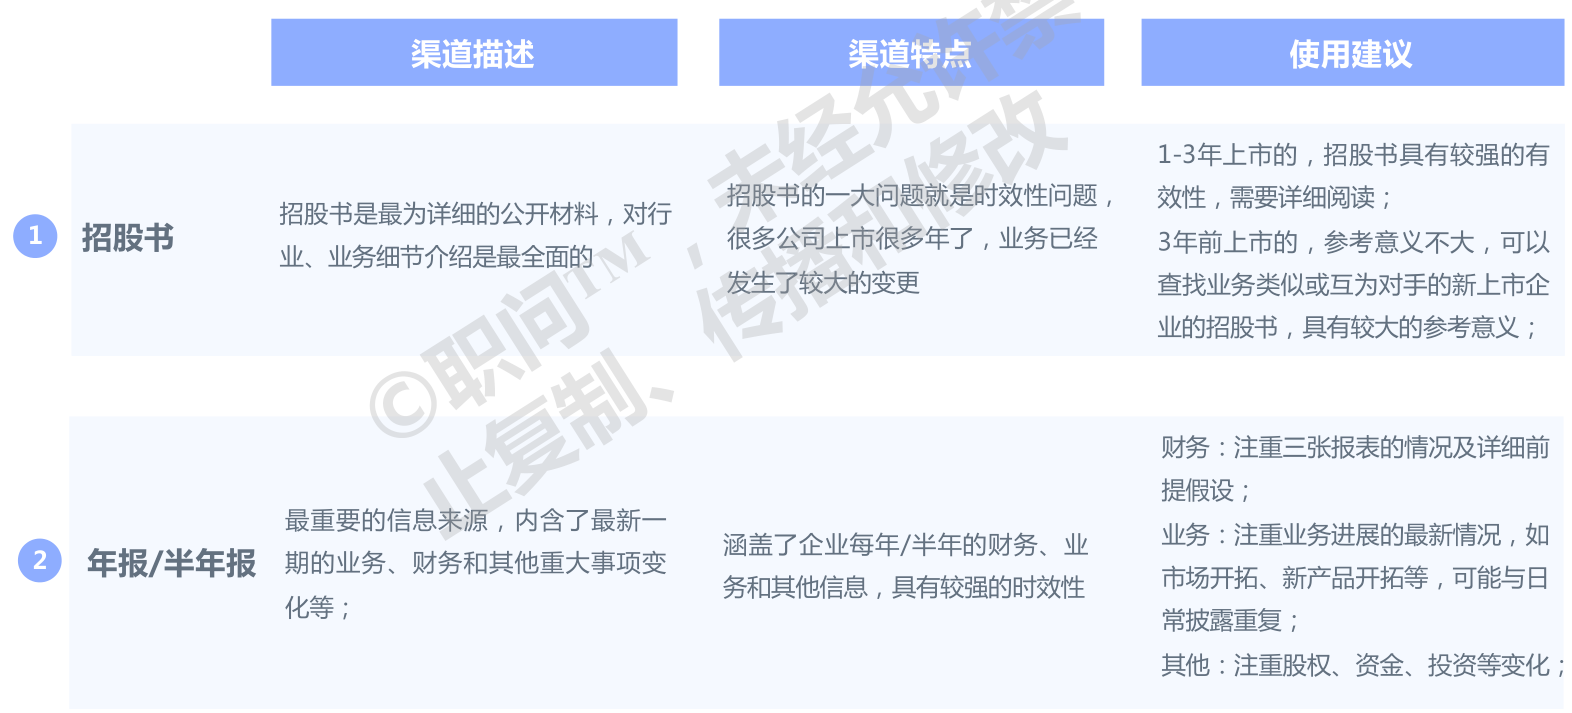 渠道描述
渠道特点
使用建议
1
招股书
招股书是最为详细的公开材料，对行
业、业务细节介绍是最全面的
招股书的一大问题就是时效性问题，
很多公司上市很多年了，业务已经
发生了较大的变更
1-3年上市的，招股书具有较强的有
效性，需要详细阅读；
3年前上市的，参考意义不大，可以
查找业务类似或互为对手的新上市企
业的招股书，具有较大的参考意义；
2
年报/半年报
最重要的信息来源，内含了最新一
期的业务、财务和其他重大事项变
化等；
涵盖了企业每年/半年的财务、业
务和其他信息，具有较强的时效性
财务：注重三张报表的情况及详细前
提假设；
业务：注重业务进展的最新情况，如
市场开拓、新产品开拓等，可能与日
常披露重复；
其他：注重股权、资金、投资等变化；
©职问™，未经允许禁
止复制、传播和修改